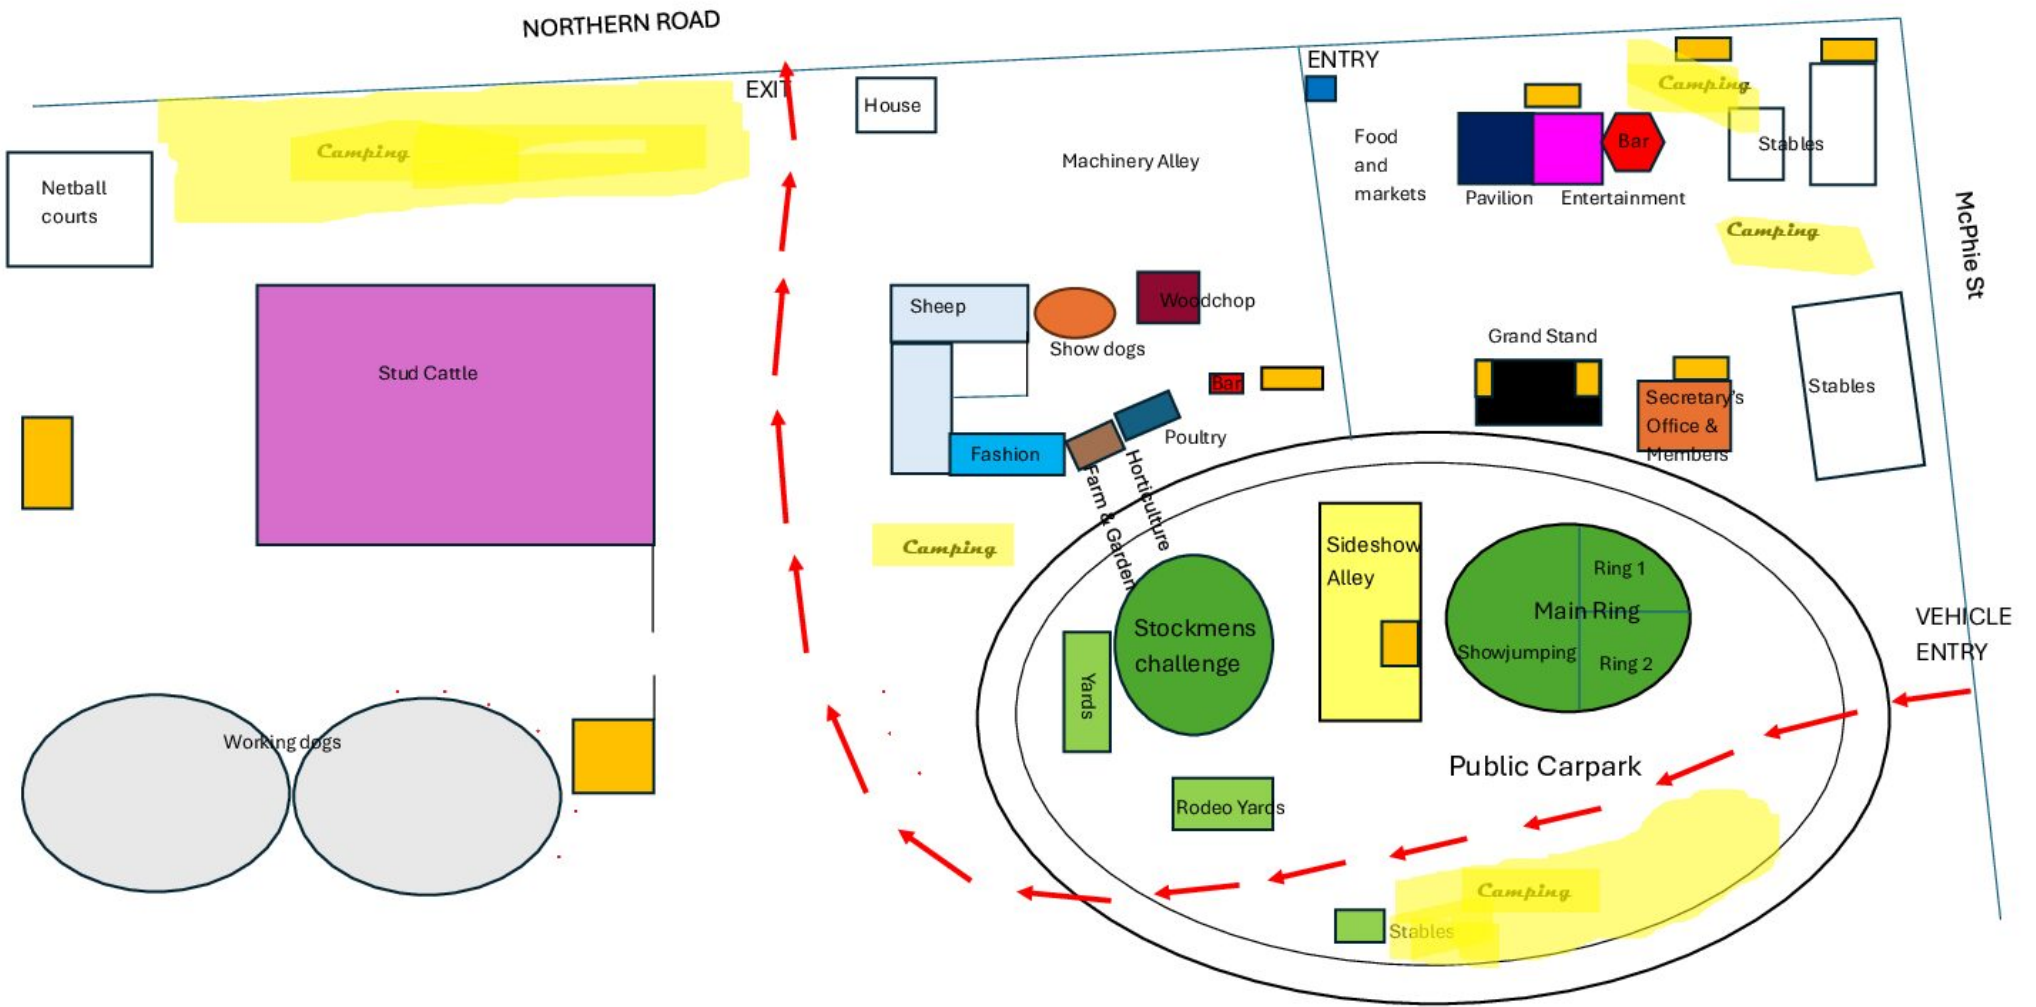 NORTHERN ROAD
EXIT
House
ENTRY
Camping
Camping
Netball
courts
Machinery Alley
Food
and
markets
Pavilion
Entertainment
Bar
Stables
McPhie St
Camping
Stud Cattle
Sheep
Show dogs
Woodchop
Bar
Grand Stand
Secretary's
Office &
Members
Stables
Fashion
Poultry
Horticulture
Farm & Garden
Camping
Sideshow
Alley
Ring 1
Main Ring
Showjumping
Ring 2
VEHICLE
ENTRY
Stockmens
challenge
Yards
Working dogs
Public Carpark
Rodeo Yards
Camping
Stables